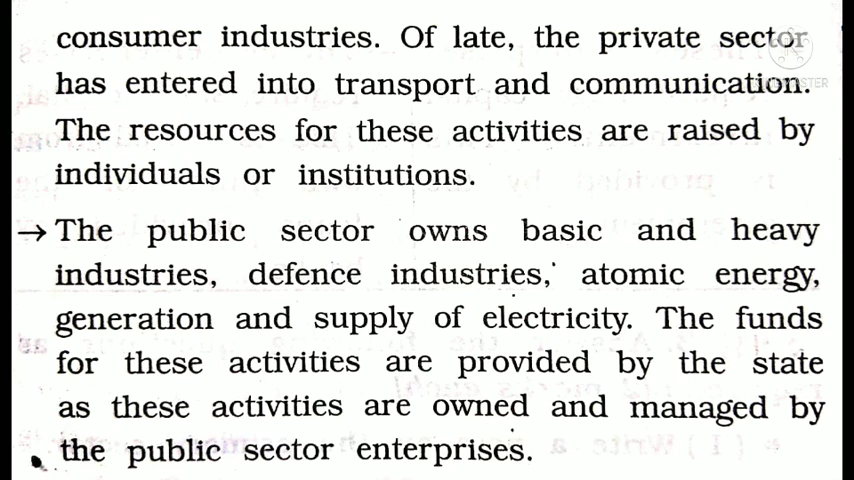 consumer industries. Of late, the private sector
has entered into transport and communication.
The resources for these activities are raised by
individuals or institutions.
→ The public sector owns basic and heavy
industries, defence industries, atomic energy,
generation and supply of electricity. The funds
for these activities are provided by the state
as these activities are owned and managed by
the public sector enterprises.